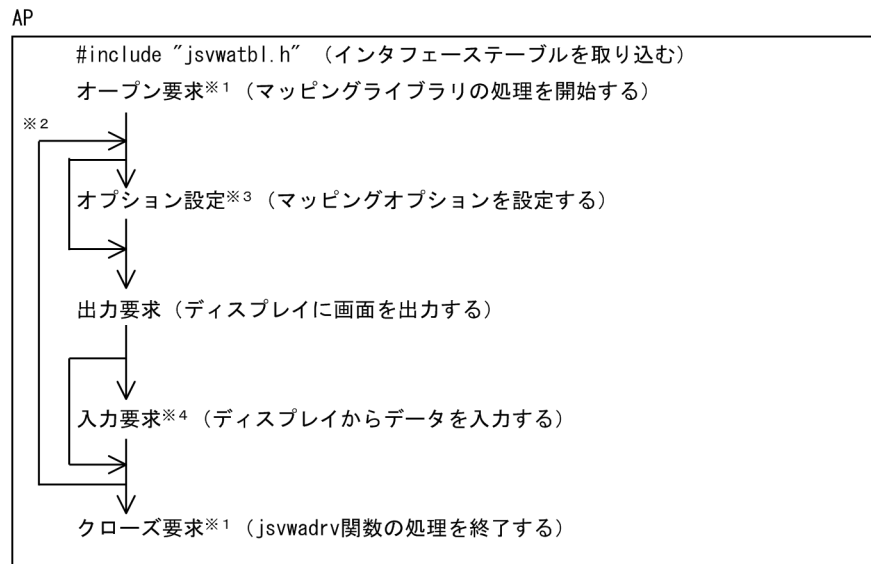 AP
#include "jsvwatbl.h" （インタフェーステーブルを取り込む）
オープン要求※1（マッピングライブラリの処理を開始する）
※2
オプション設定※3（マッピングオプションを設定する）
出力要求（ディスプレイに画面を出力する）
入力要求※4（ディスプレイからデータを入力する）
クローズ要求※1（jsvwadrv関数の処理を終了する）